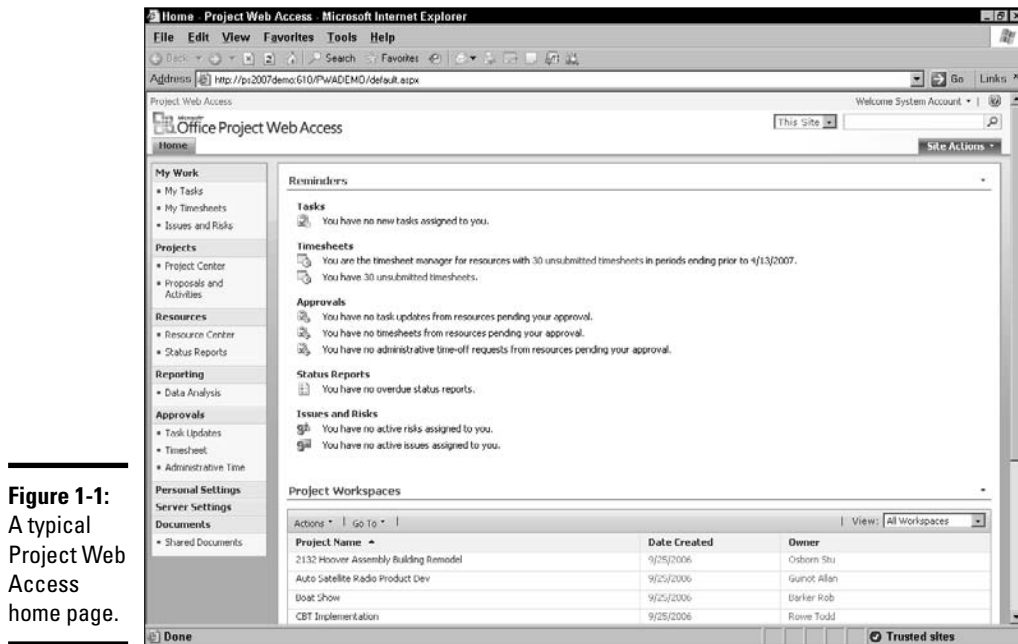 Home - Project Web Access - Microsoft Internet Explorer
File Edit View Favorites Tools Help
Back Search Favorites
Address http://ps2007demo:610/PWADEMO/default.aspx Go Links
Project Web Access Welcome System Account
Microsoft
Office Project Web Access
This Site
Home Site Actions
My Work
My Tasks
My Timesheets
Issues and Risks
Projects
Project Center
Proposals and
Activities
Resources
Resource Center
Status Reports
Reporting
Data Analysis
Approvals
Task Updates
Timesheet
Administrative Time
Personal Settings
Server Settings
Documents
Shared Documents
Reminders
Tasks
You have no new tasks assigned to you.
Timesheets
You are the timesheet manager for resources with 30 unsubmitted timesheets in periods ending prior to 4/13/2007.
You have 30 unsubmitted timesheets.
Approvals
You have no task updates from resources pending your approval.
You have no timesheets from resources pending your approval.
You have no administrative time-off requests from resources pending your approval.
Status Reports
You have no overdue status reports.
Issues and Risks
You have no active risks assigned to you.
You have no active issues assigned to you.
Project Workspaces
Actions Go To View: All Workspaces
Project Name Date Created Owner
2132 Hoover Assembly Building Remodel 9/25/2006 Osborn Stu
Auto Satellite Radio Product Dev 9/25/2006 Guinot Allan
Boat Show 9/25/2006 Barker Rob
CBT Implementation 9/25/2006 Rowe Todd
Done Trusted sites
Figure 1-1:
A typical
Project Web
Access
home page.